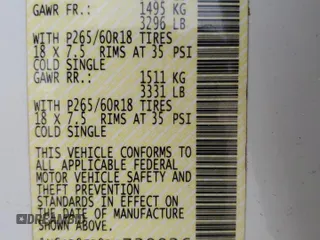 GAWR FR.: 1495 KG
3296 LB
WITH P265/60R18 TIRES
18 X 7.5 RIMS AT 35 PSI
COLD SINGLE
GAWR RR.: 1511 KG
3331 LB
WITH P265/60R18 TIRES
18 X 7.5 RIMS AT 35 PSI
COLD SINGLE
THIS VEHICLE CONFORMS TO
ALL APPLICABLE FEDERAL
MOTOR VEHICLE SAFETY AND
THEFT PREVENTION
STANDARDS IN EFFECT ON
THE DATE OF MANUFACTURE
SHOWN ABOVE.